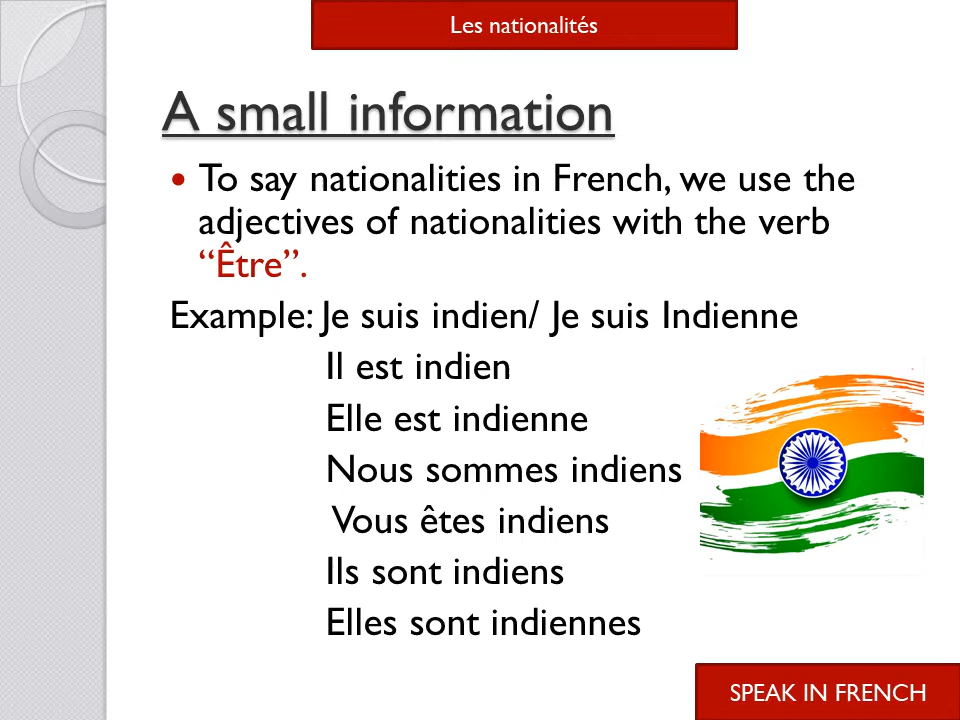 Les nationalités
A small information
To say nationalities in French, we use the
adjectives of nationalities with the verb
“Être”.
Example: Je suis indien/ Je suis Indienne
Il est indien
Elle est indienne
Nous sommes indiens
Vous êtes indiens
Ils sont indiens
Elles sont indiennes
SPEAK IN FRENCH